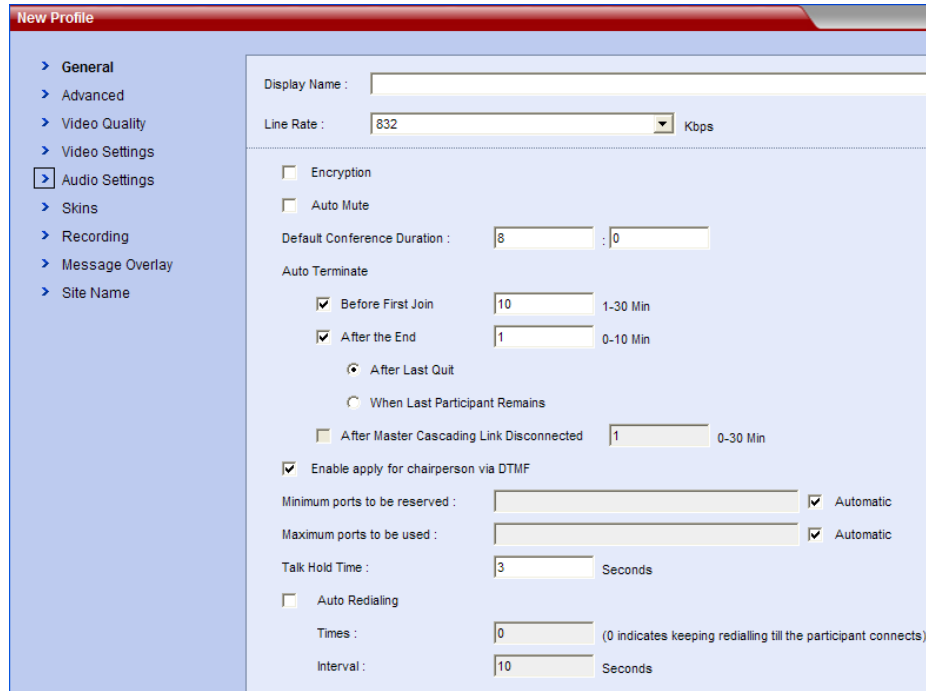 New Profile
General
Advanced
Video Quality
Video Settings
Audio Settings
Skins
Recording
Message Overlay
Site Name
Display Name :
Line Rate : 832 Kbps
Encryption
Auto Mute
Default Conference Duration : 8 : 0
Auto Terminate
Before First Join 10 1-30 Min
After the End 1 0-10 Min
After Last Quit
When Last Participant Remains
After Master Cascading Link Disconnected 1 0-30 Min
Enable apply for chairperson via DTMF
Minimum ports to be reserved : Automatic
Maximum ports to be used : Automatic
Talk Hold Time : 3 Seconds
Auto Redialing
Times : 0 (0 indicates keeping redialling till the participant connects)
Interval : 10 Seconds